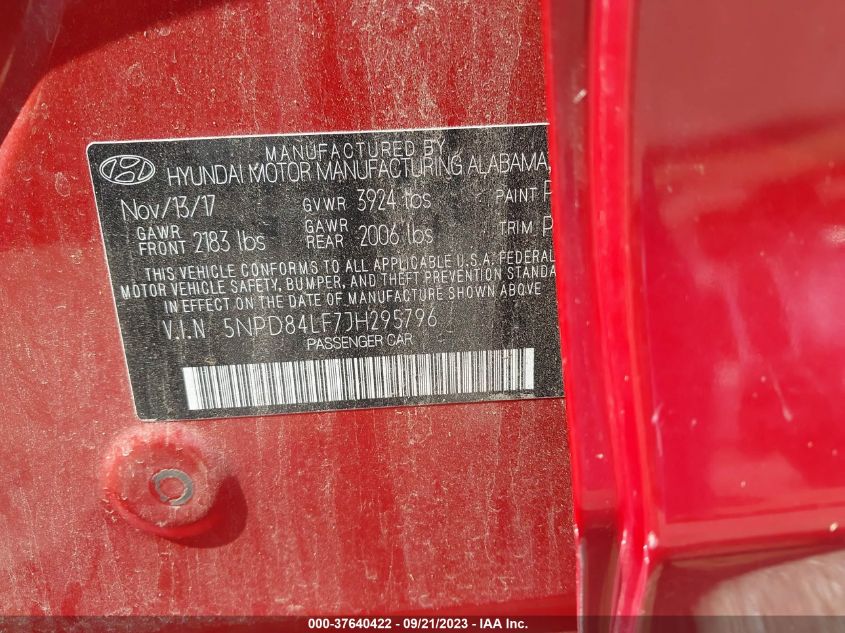 MANUFACTURED BY
HYUNDAI MOTOR MANUFACTURING ALABAMA,
Nov/13/17 GVWR 3924 lbs PAINT P
GAWR FRONT 2183 lbs GAWR REAR 2006 lbs TRIM P
THIS VEHICLE CONFORMS TO ALL APPLICABLE U.S.A. FEDERAL
MOTOR VEHICLE SAFETY, BUMPER, AND THEFT PREVENTION STANDA
IN EFFECT ON THE DATE OF MANUFACTURE SHOWN ABOVE
V.I.N 5NPD84LF7JH295796
PASSENGER CAR
000-37640422 - 09/21/2023 - IAA Inc.